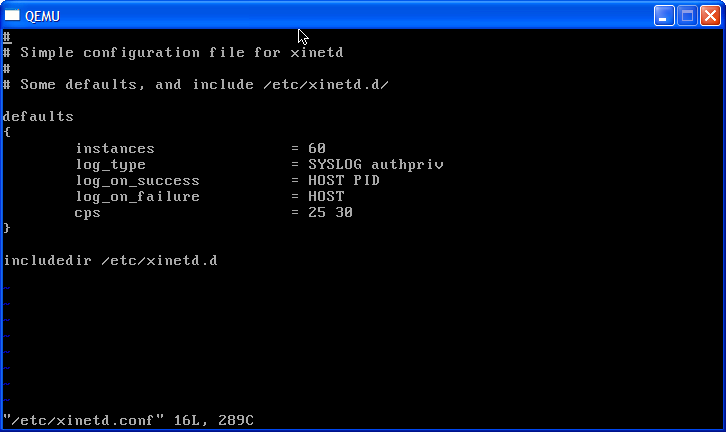 QEMU
#
# Simple configuration file for xinetd
#
# Some defaults, and include /etc/xinetd.d/
defaults
{
instances = 60
log_type = SYSLOG authpriv
log_on_success = HOST PID
log_on_failure = HOST
cps = 25 30
}
includedir /etc/xinetd.d
~
~
~
~
~
~
~
~
"/etc/xinetd.conf" 16L, 289C